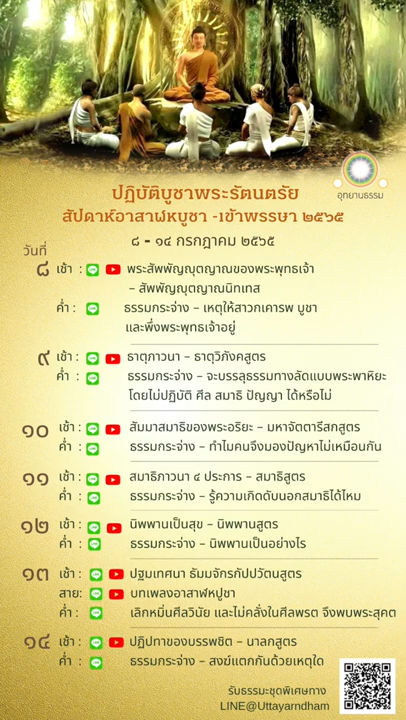 อุทยานธรรม
ปฏิบัติบูชาพระรัตนตรัย
สัปดาห์อาสาฬหบูชา -เข้าพรรษา ๒๕๖๕
๘ - ๑๔ กรกฎาคม ๒๕๖๕
วันที่
๘ เช้า : พระสัพพัญญุตญาณของพระพุทธเจ้า
– สัพพัญญุตญาณนิทเทส
ค่ำ : ธรรมกระจ่าง – เหตุให้สาวกเคารพ บูชา
และพึ่งพระพุทธเจ้าอยู่
๙ เช้า : ธาตุภาวนา – ธาตุวิภังคสูตร
ค่ำ : ธรรมกระจ่าง – จะบรรลุธรรมทางลัดแบบพระพาหิยะ
โดยไม่ปฏิบัติ ศีล สมาธิ ปัญญา ได้หรือไม่
๑๐ เช้า : สัมมาสมาธิของพระอริยะ – มหาจัตตารีสกสูตร
ค่ำ : ธรรมกระจ่าง – ทำไมคนจึงมองปัญหาไม่เหมือนกัน
๑๑ เช้า : สมาธิภาวนา ๔ ประการ – สมาธิสูตร
ค่ำ : ธรรมกระจ่าง – รู้ความเกิดดับนอกสมาธิได้ไหม
๑๒ เช้า : นิพพานเป็นสุข – นิพพานสูตร
ค่ำ : ธรรมกระจ่าง – นิพพานเป็นอย่างไร
๑๓ เช้า : ปฐมเทศนา ธัมมจักรกัปปวัตนสูตร
สาย: บทเพลงอาสาฬหปูชา
ค่ำ : เลิกหมิ่นศีลวินัย และไม่คลั่งในศีลพรต จึงพบพระสุคต
๑๔ เช้า : ปฏิปทาของบรรพชิต – นาลกสูตร
ค่ำ : ธรรมกระจ่าง – สงฆ์แตกกันด้วยเหตุใด
รับธรรมะชุดพิเศษทาง
LINE@Uttayarndham